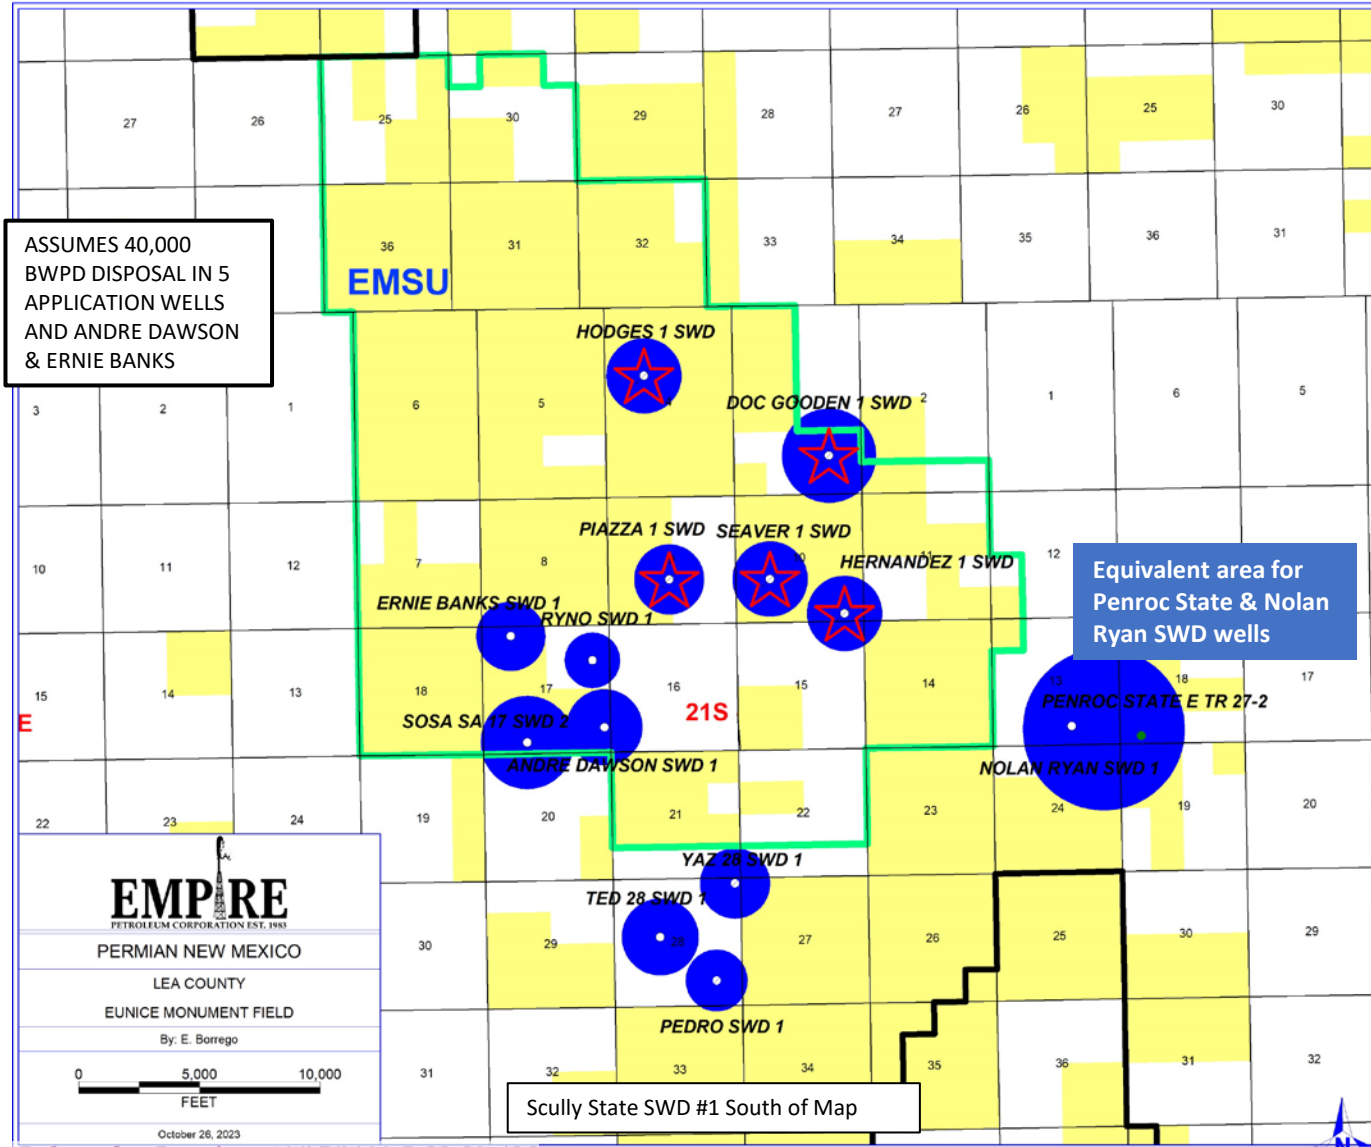 27
26
25
30
29
28
27
26
25
30
36
31
32
33
34
35
36
31
ASSUMES 40,000
BWPD DISPOSAL IN 5
APPLICATION WELLS
AND ANDRE DAWSON
& ERNIE BANKS
EMSU
HODGES 1 SWD
DOC GOODEN 1 SWD
3
2
1
6
5
2
1
6
5
PIAZZA 1 SWD
SEAVER 1 SWD
HERNANDEZ 1 SWD
10
11
12
7
8
10
11
12
Equivalent area for
Penroc State & Nolan
Ryan SWD wells
ERNIE BANKS SWD 1
RYNO SWD 1
15
14
13
18
17
16
15
14
13
18
17
E
21S
SOSA SA 17 SWD 2
PENROC STATE E TR 27-2
ANDRE DAWSON SWD 1
NOLAN RYAN SWD 1
22
23
24
19
20
21
22
23
24
19
20
YAZ 28 SWD 1
TED 28 SWD 1
EMPIRE
PETROLEUM CORPORATION EST. 1983
PERMIAN NEW MEXICO
LEA COUNTY
EUNICE MONUMENT FIELD
By: E. Borrego
0 5,000 10,000
FEET
October 26, 2023
30
29
28
27
26
25
30
29
PEDRO SWD 1
31
32
33
34
35
36
31
32
Scully State SWD #1 South of Map
N